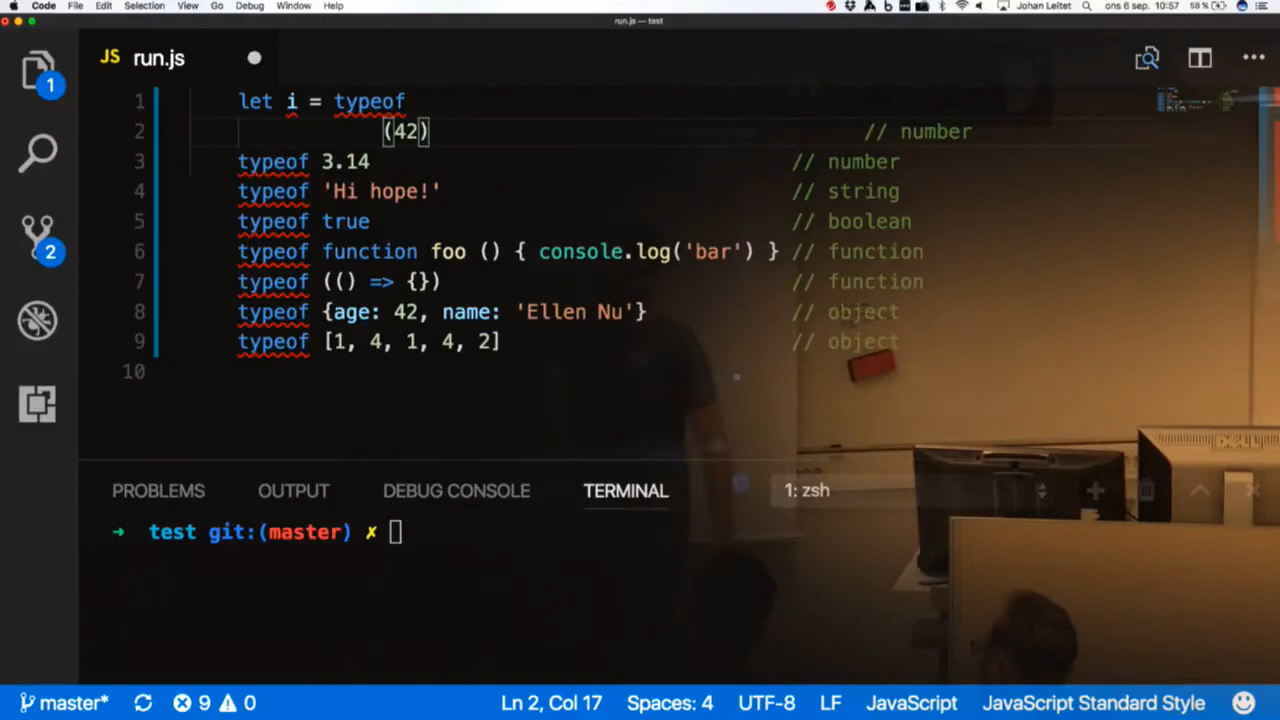 Code File Edit Selection View Go Debug Window Help Johan Leitet ons 6 sep. 10:57 58 %
run.js — test
JS run.js
1 let i = typeof
2 (42) // number
3 typeof 3.14 // number
4 typeof 'Hi hope!' // string
5 typeof true // boolean
6 typeof function foo () { console.log('bar') } // function
7 typeof (() => {}) // function
8 typeof {age: 42, name: 'Ellen Nu'} // object
9 typeof [1, 4, 1, 4, 2] // object
10
1
2
PROBLEMS OUTPUT DEBUG CONSOLE TERMINAL 1: zsh
DELL
→ test git:(master) ✗
master* 9 0 Ln 2, Col 17 Spaces: 4 UTF-8 LF JavaScript JavaScript Standard Style